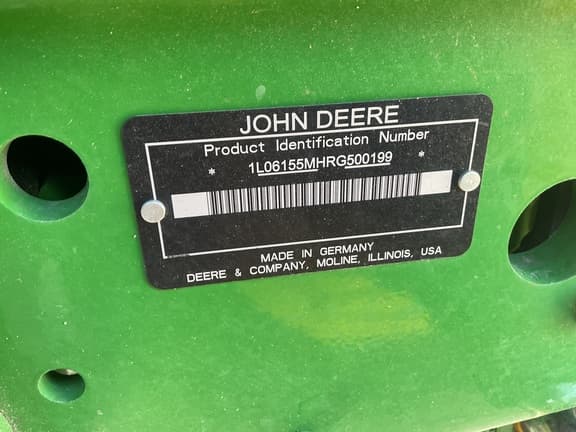 JOHN DEERE
Product Identification Number
* 1L06155MHRG500199 *
MADE IN GERMANY
DEERE & COMPANY, MOLINE, ILLINOIS, USA